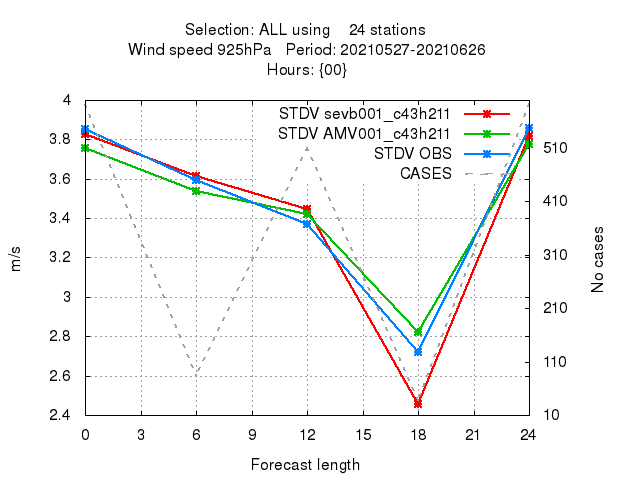 Selection: ALL using    24 stations
Wind speed 925hPa   Period: 20210527-20210626
Hours: {00}
STDV sevb001_c43h211
STDV AMV001_c43h211
STDV OBS
CASES
4
3.8
3.6
3.4
3.2
3
2.8
2.6
2.4
m/s
510
410
310
210
110
10
No cases
0 3 6 9 12 15 18 21 24
Forecast length